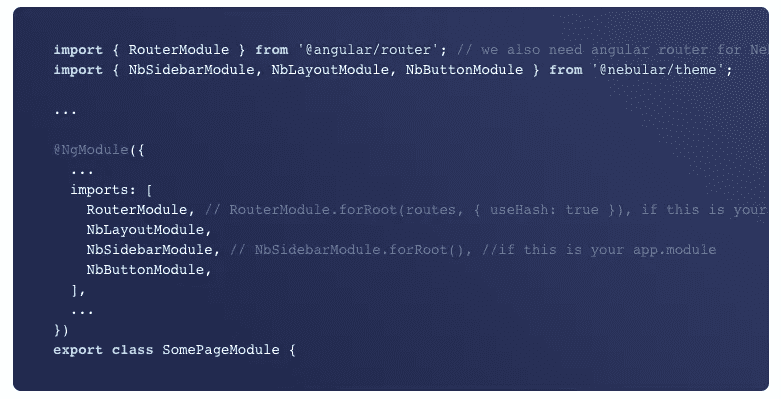 import { RouterModule } from '@angular/router'; // we also need angular router for Ne
import { NbSidebarModule, NbLayoutModule, NbButtonModule } from '@nebular/theme';
...
@NgModule({
...
imports: [
RouterModule, // RouterModule.forRoot(routes, { useHash: true }), if this is your
NbLayoutModule,
NbSidebarModule, // NbSidebarModule.forRoot(), //if this is your app.module
NbButtonModule,
],
...
})
export class SomePageModule {